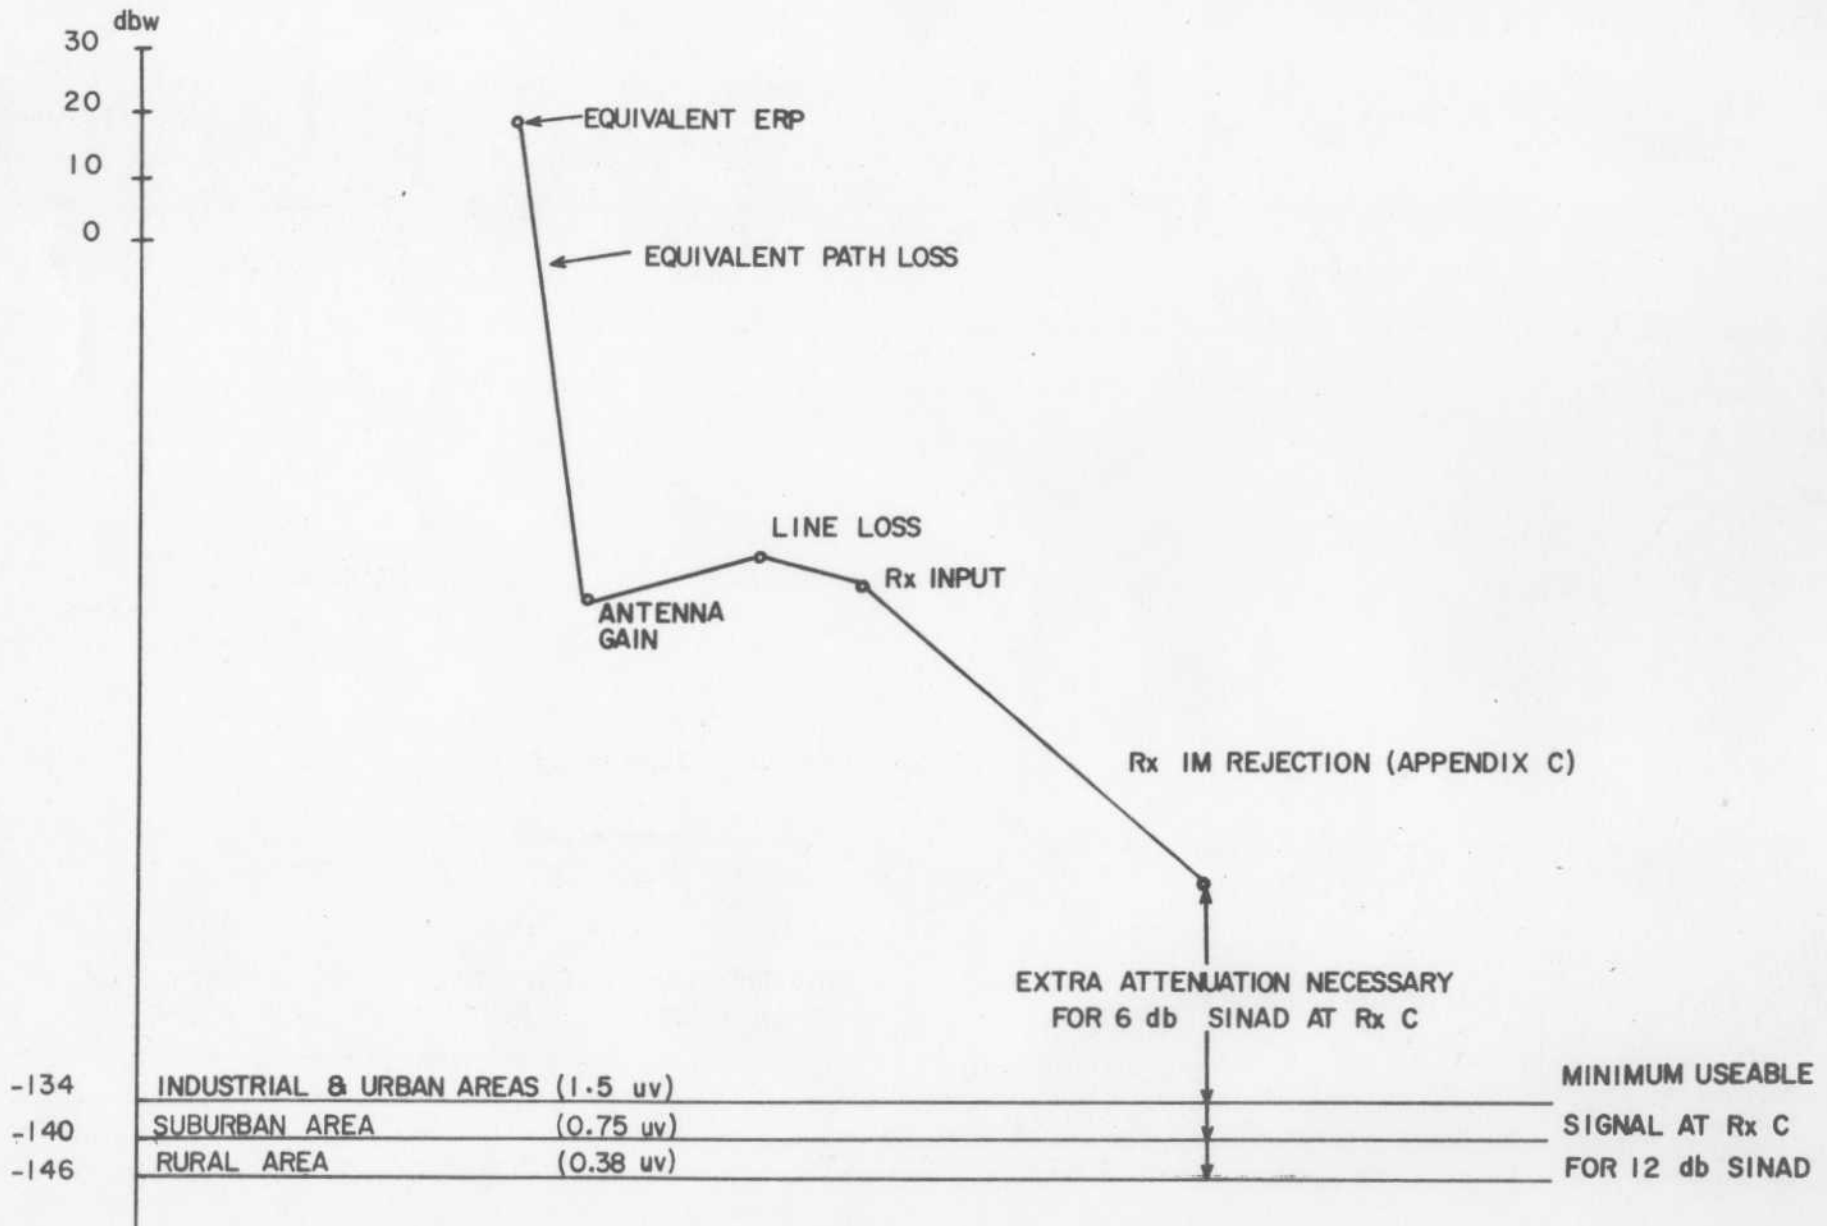 dbw
30
20
10
0
EQUIVALENT ERP
EQUIVALENT PATH LOSS
LINE LOSS
Rx INPUT
ANTENNA
GAIN
Rx IM REJECTION (APPENDIX C)
EXTRA ATTENUATION NECESSARY
FOR 6 db SINAD AT Rx C
-134 INDUSTRIAL & URBAN AREAS (1.5 uv)
-140 SUBURBAN AREA (0.75 uv)
-146 RURAL AREA (0.38 uv)
MINIMUM USEABLE
SIGNAL AT Rx C
FOR 12 db SINAD